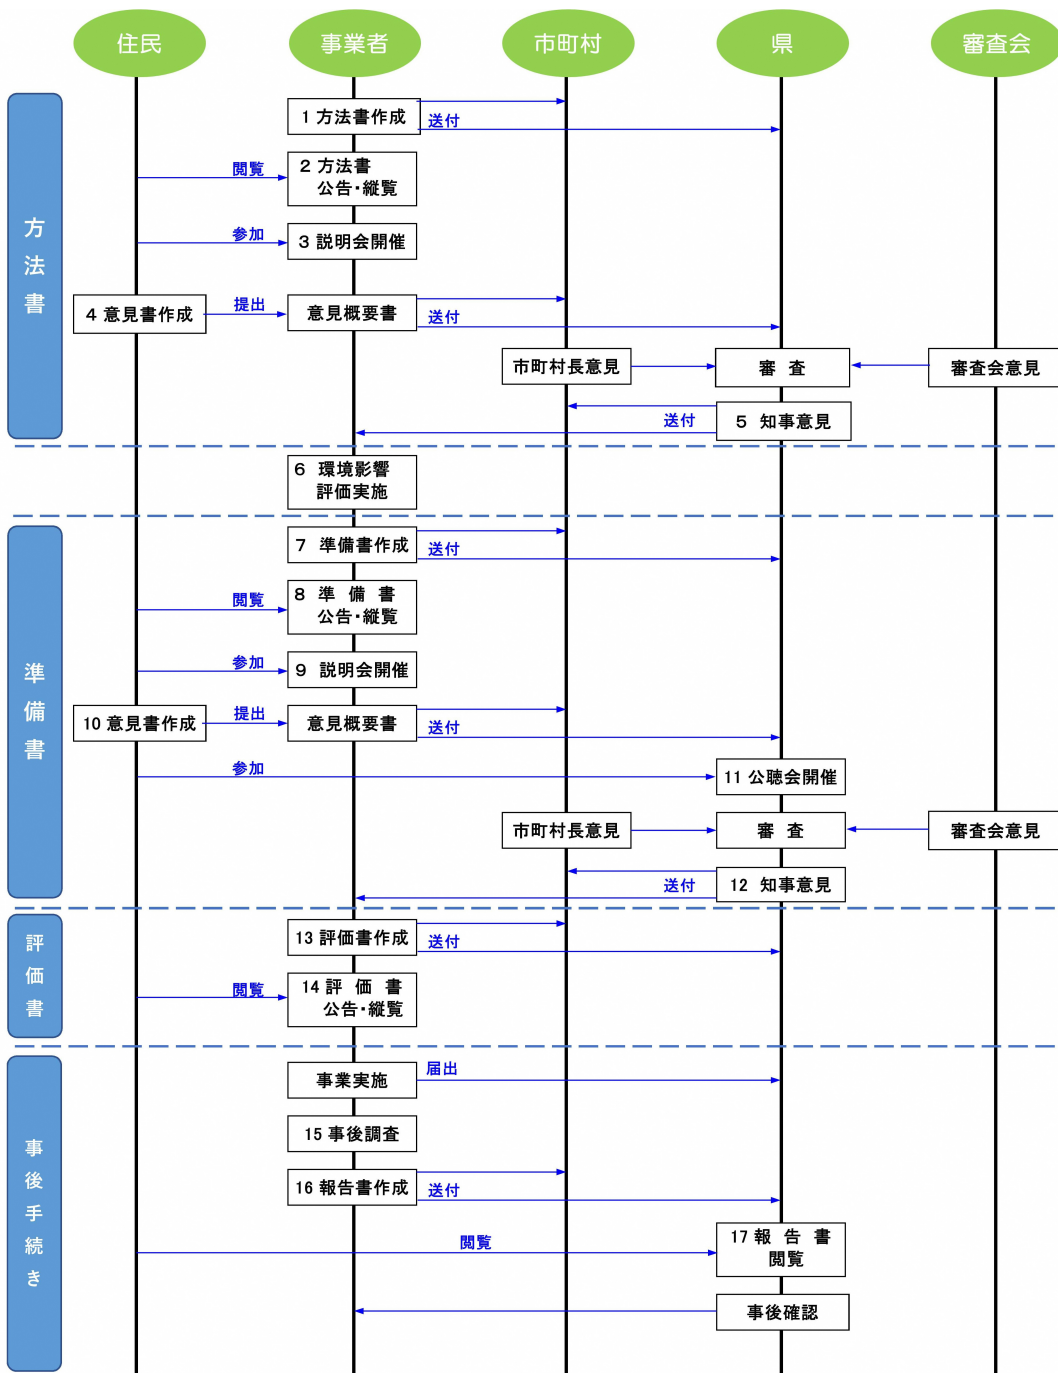 住民
事業者
市町村
県
審査会
方法書
1 方法書作成
送付
閲覧
2 方法書
公告・縦覧
参加
3 説明会開催
4 意見書作成
提出
意見概要書
送付
市町村長意見
審 査
審査会意見
5 知事意見
送付
6 環境影響
評価実施
準備書
7 準備書作成
送付
閲覧
8 準 備 書
公告・縦覧
参加
9 説明会開催
10 意見書作成
提出
意見概要書
送付
参加
11 公聴会開催
市町村長意見
審 査
審査会意見
送付
12 知事意見
評価書
13 評価書作成
送付
閲覧
14 評 価 書
公告・縦覧
事後手続き
事業実施
届出
15 事後調査
16 報告書作成
送付
閲覧
17 報 告 書
閲覧
事後確認